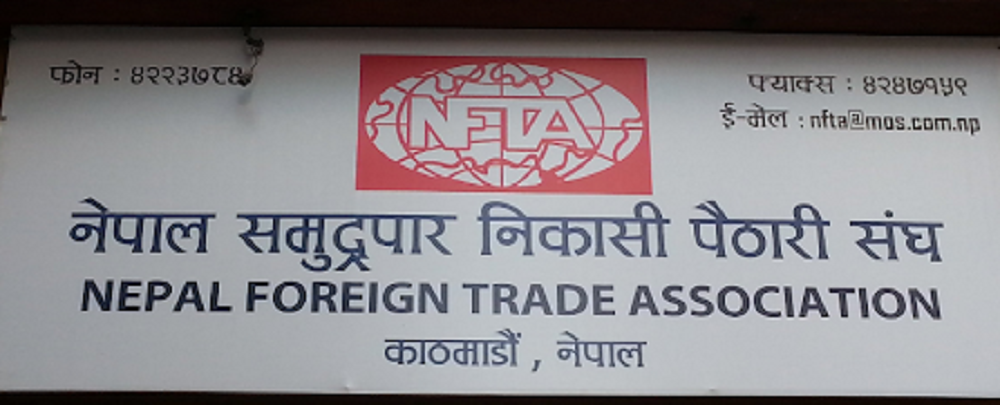 फोन : ४२२३७८४
फ्याक्स : ४२४७१५९
ई-मेल : nfta@mos.com.np
NFTA
नेपाल समुद्रपार निकासी पैठारी संघ
NEPAL FOREIGN TRADE ASSOCIATION
काठमाडौं , नेपाल